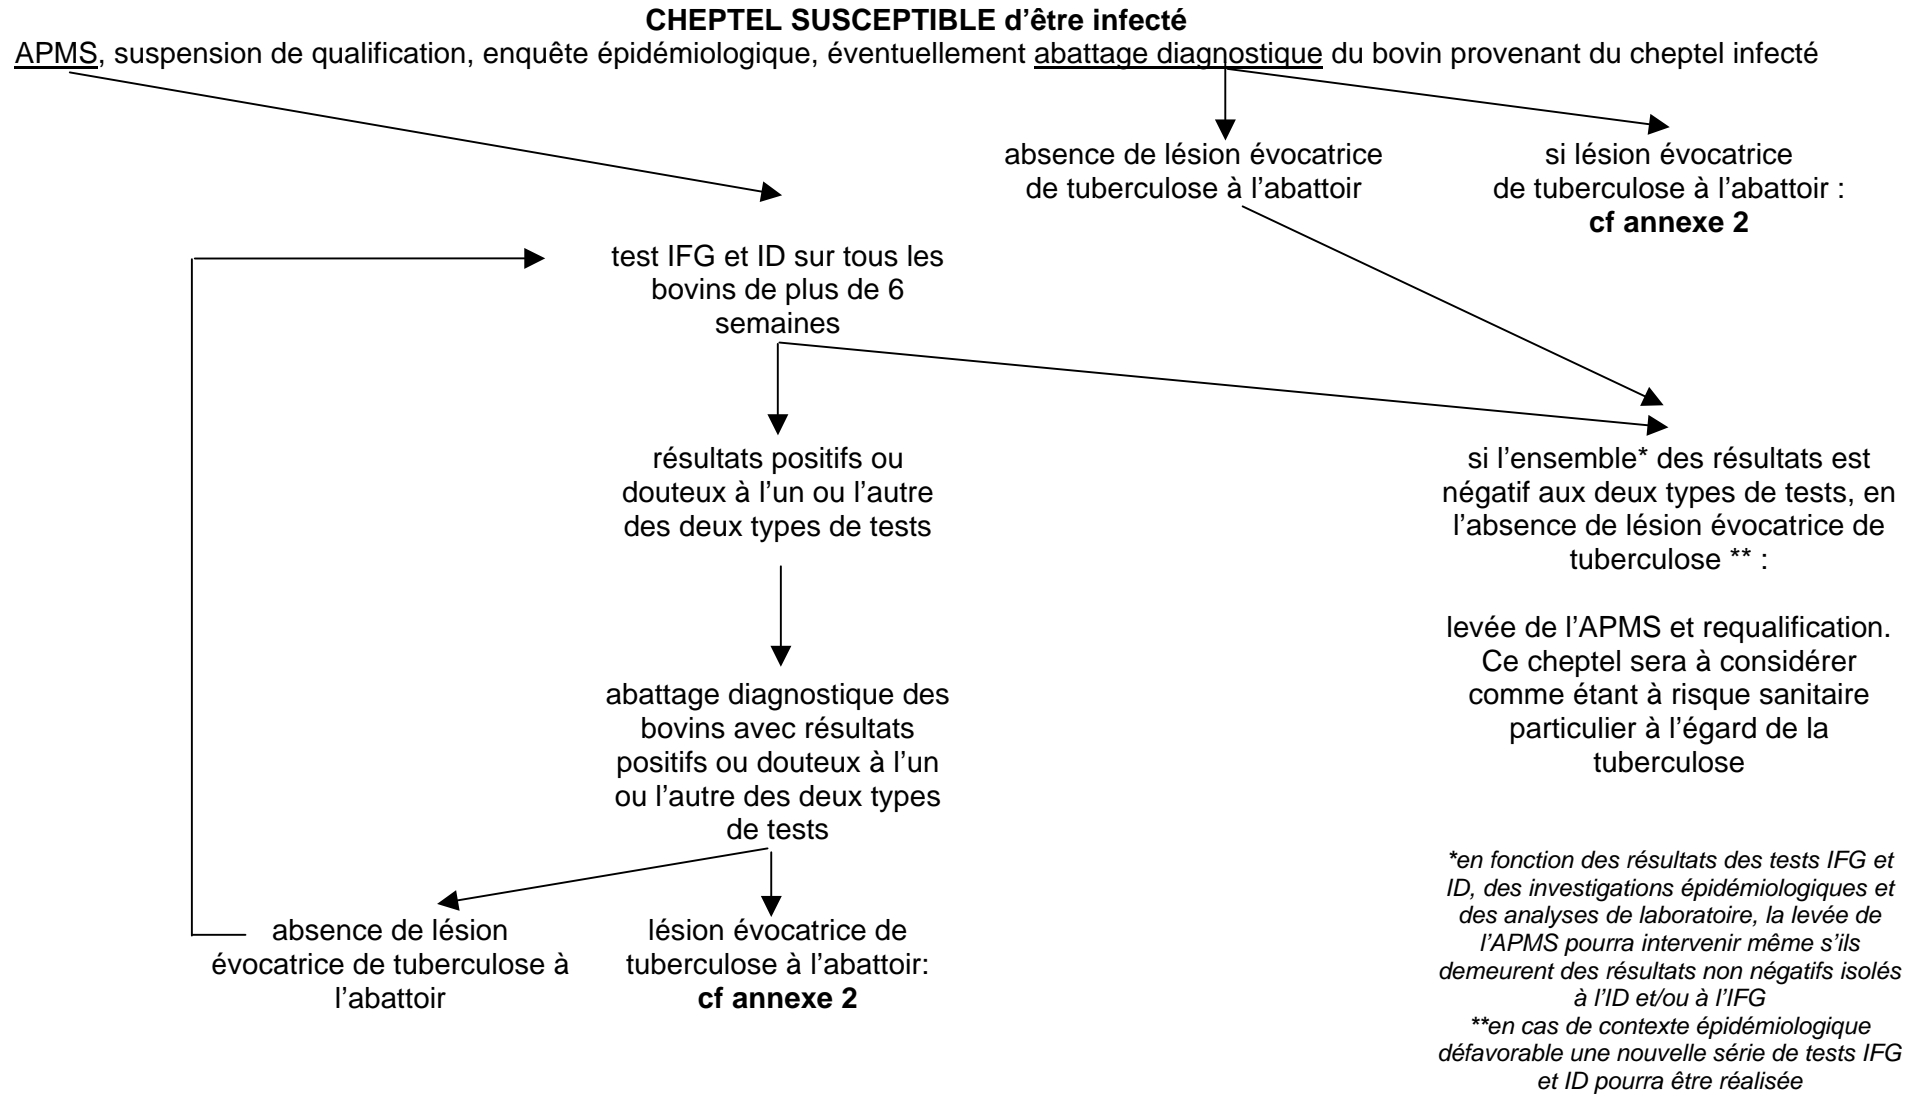 CHEPTEL SUSCEPTIBLE d'être infecté
APMS, suspension de qualification, enquête épidémiologique, éventuellement abattage diagnostique du bovin provenant du cheptel infecté
absence de lésion évocatrice
de tuberculose à l'abattoir
si lésion évocatrice
de tuberculose à l'abattoir :
cf annexe 2
test IFG et ID sur tous les
bovins de plus de 6
semaines
résultats positifs ou
douteux à l'un ou l'autre
des deux types de tests
si l'ensemble* des résultats est
négatif aux deux types de tests, en
l'absence de lésion évocatrice de
tuberculose ** :
levée de l'APMS et requalification.
Ce cheptel sera à considérer
comme étant à risque sanitaire
particulier à l'égard de la
tuberculose
abattage diagnostique des
bovins avec résultats
positifs ou douteux à l'un
ou l'autre des deux types
de tests
absence de lésion
évocatrice de tuberculose à
l'abattoir
lésion évocatrice de
tuberculose à l'abattoir:
cf annexe 2
*en fonction des résultats des tests IFG et
ID, des investigations épidémiologiques et
des analyses de laboratoire, la levée de
l'APMS pourra intervenir même s'ils
demeurent des résultats non négatifs isolés
à l'ID et/ou à l'IFG
**en cas de contexte épidémiologique
défavorable une nouvelle série de tests IFG
et ID pourra être réalisée